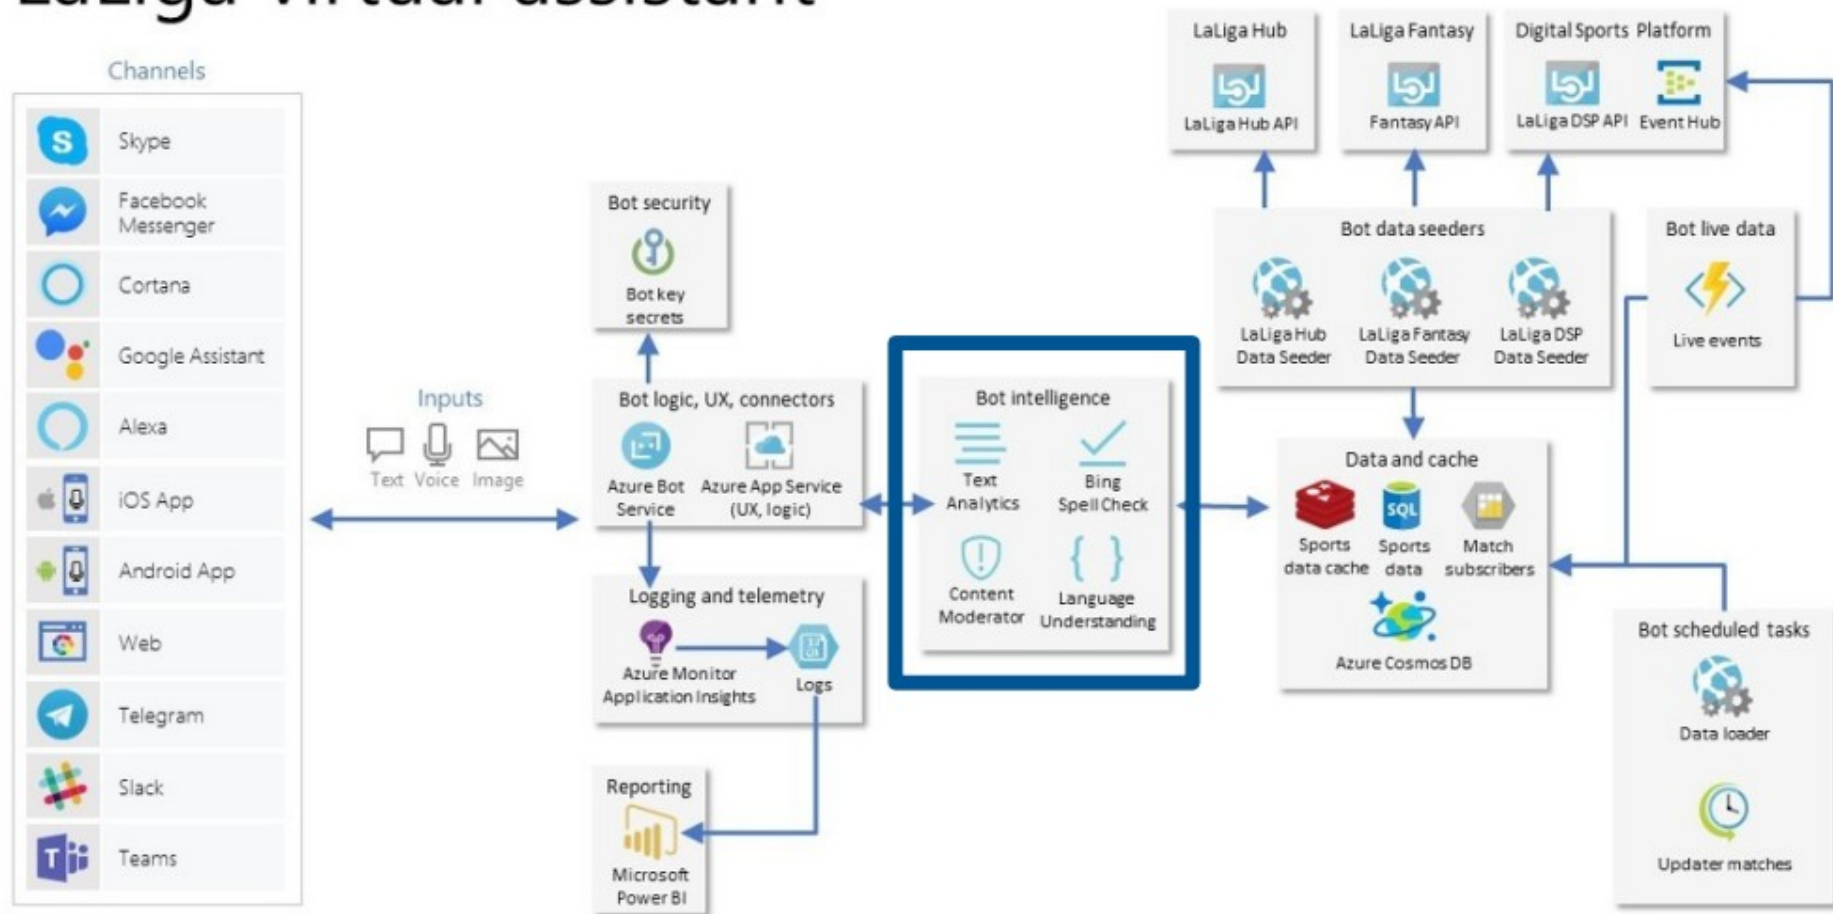 LaLiga virtual assistant
Channels
Skype
Facebook
Messenger
Cortana
Google Assistant
Alexa
iOS App
Android App
Web
Telegram
Slack
Teams
Inputs
Text Voice Image
Bot security
Bot key
secrets
Bot logic, UX, connectors
Azure Bot
Service
Azure App Service
(UX, logic)
Logging and telemetry
Azure Monitor
Application Insights
Logs
Reporting
Microsoft
Power BI
Bot intelligence
Text
Analytics
Bing
Spell Check
Content
Moderator
Language
Understanding
LaLiga Hub
LaLiga Hub API
LaLiga Fantasy
Fantasy API
Digital Sports Platform
LaLiga DSP API
Event Hub
Bot data seeders
LaLiga Hub
Data Seeder
LaLiga Fantasy
Data Seeder
LaLiga DSP
Data Seeder
Bot live data
Live events
Data and cache
Sports
data cache
SQL
Sports
data
Match
subscribers
Azure Cosmos DB
Bot scheduled tasks
Data loader
Updater matches